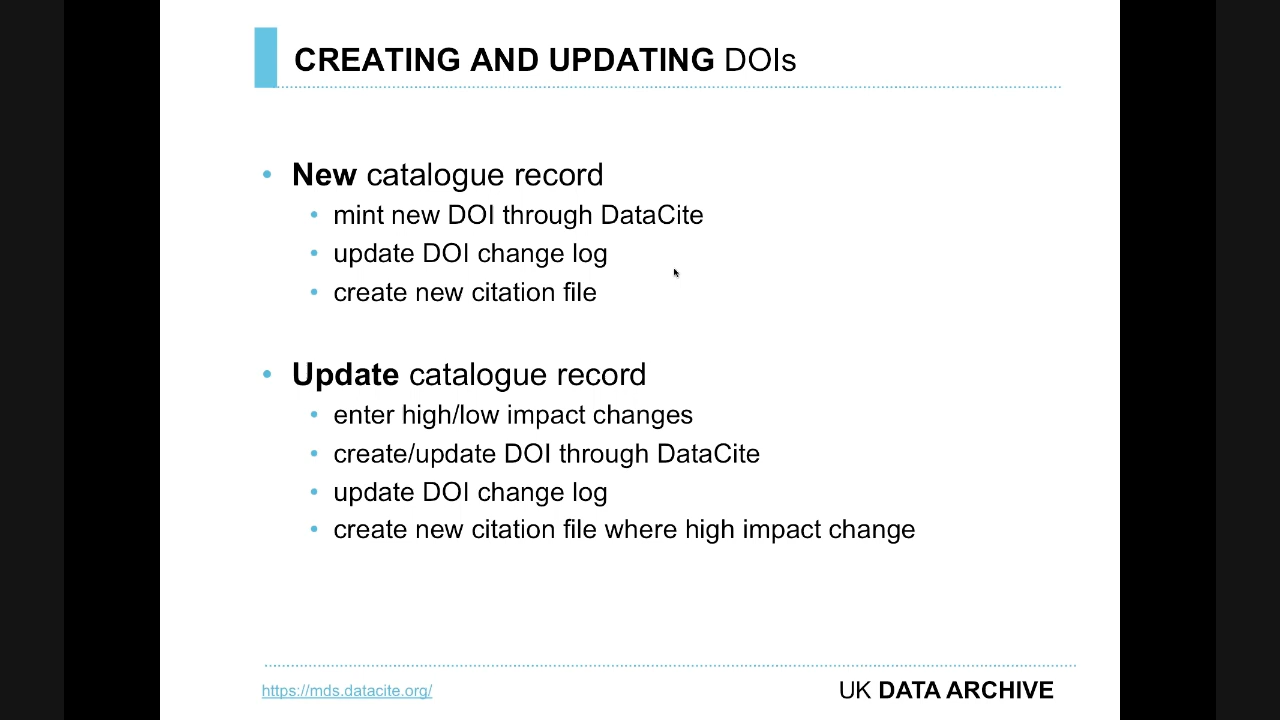 CREATING AND UPDATING DOIs
• New catalogue record
• mint new DOI through DataCite
• update DOI change log
• create new citation file
• Update catalogue record
• enter high/low impact changes
• create/update DOI through DataCite
• update DOI change log
• create new citation file where high impact change
https://mds.datacite.org/
UK DATA ARCHIVE